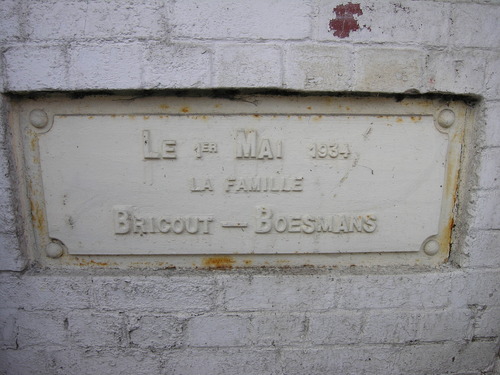 Le 1er Mai 1934
LA FAMILLE
Bricout — Boesmans